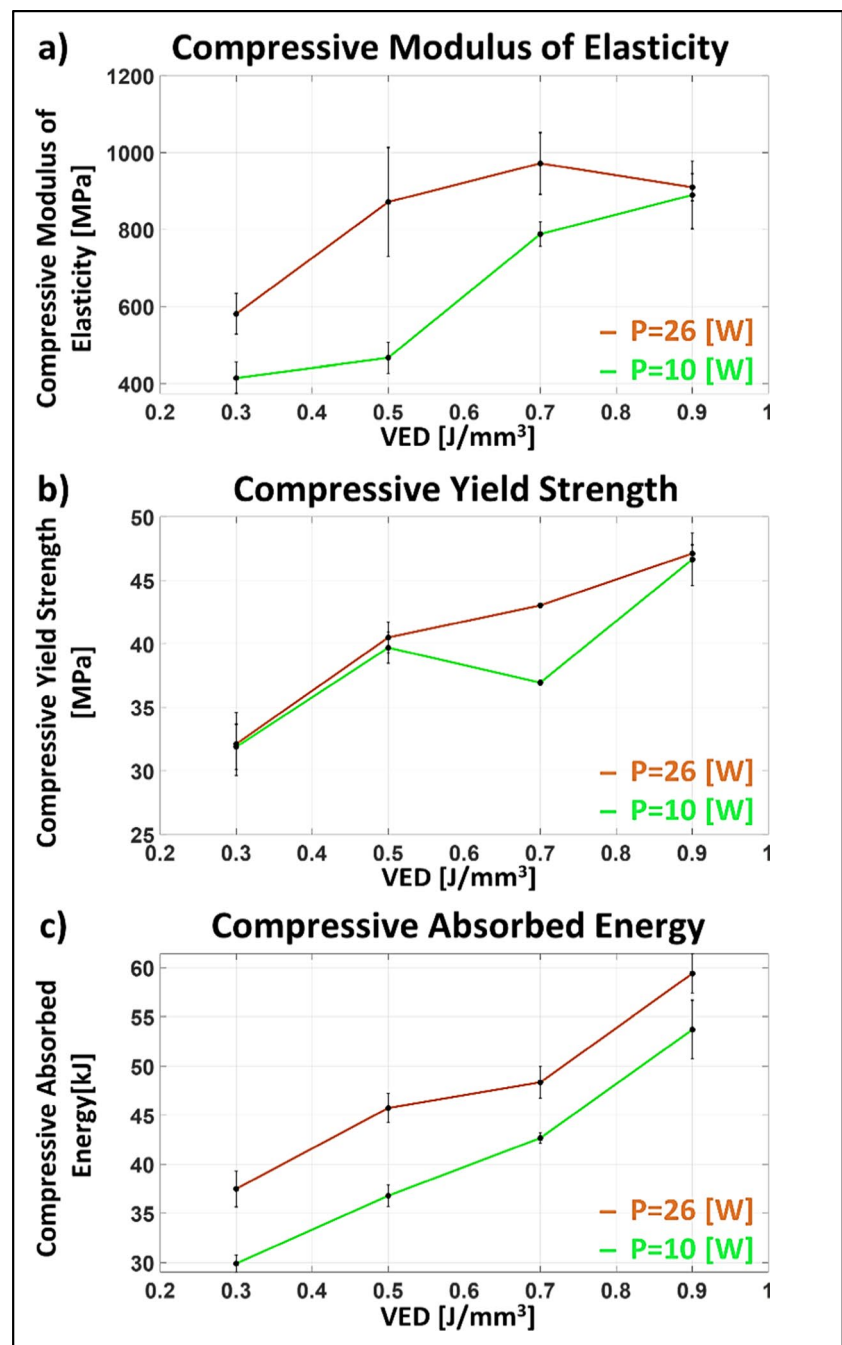 a) Compressive Modulus of Elasticity
Compressive Modulus of
Elasticity [MPa]
1200
1000
800
600
400
0.2 0.3 0.4 0.5 0.6 0.7 0.8 0.9 1
VED [J/mm³]
P=26 [W]
P=10 [W]
b) Compressive Yield Strength
Compressive Yield Strength
[MPa]
50
45
40
35
30
25
0.2 0.3 0.4 0.5 0.6 0.7 0.8 0.9 1
VED [J/mm³]
P=26 [W]
P=10 [W]
c) Compressive Absorbed Energy
Compressive Absorbed
Energy[kJ]
60
55
50
45
40
35
30
0.2 0.3 0.4 0.5 0.6 0.7 0.8 0.9 1
VED [J/mm³]
P=26 [W]
P=10 [W]